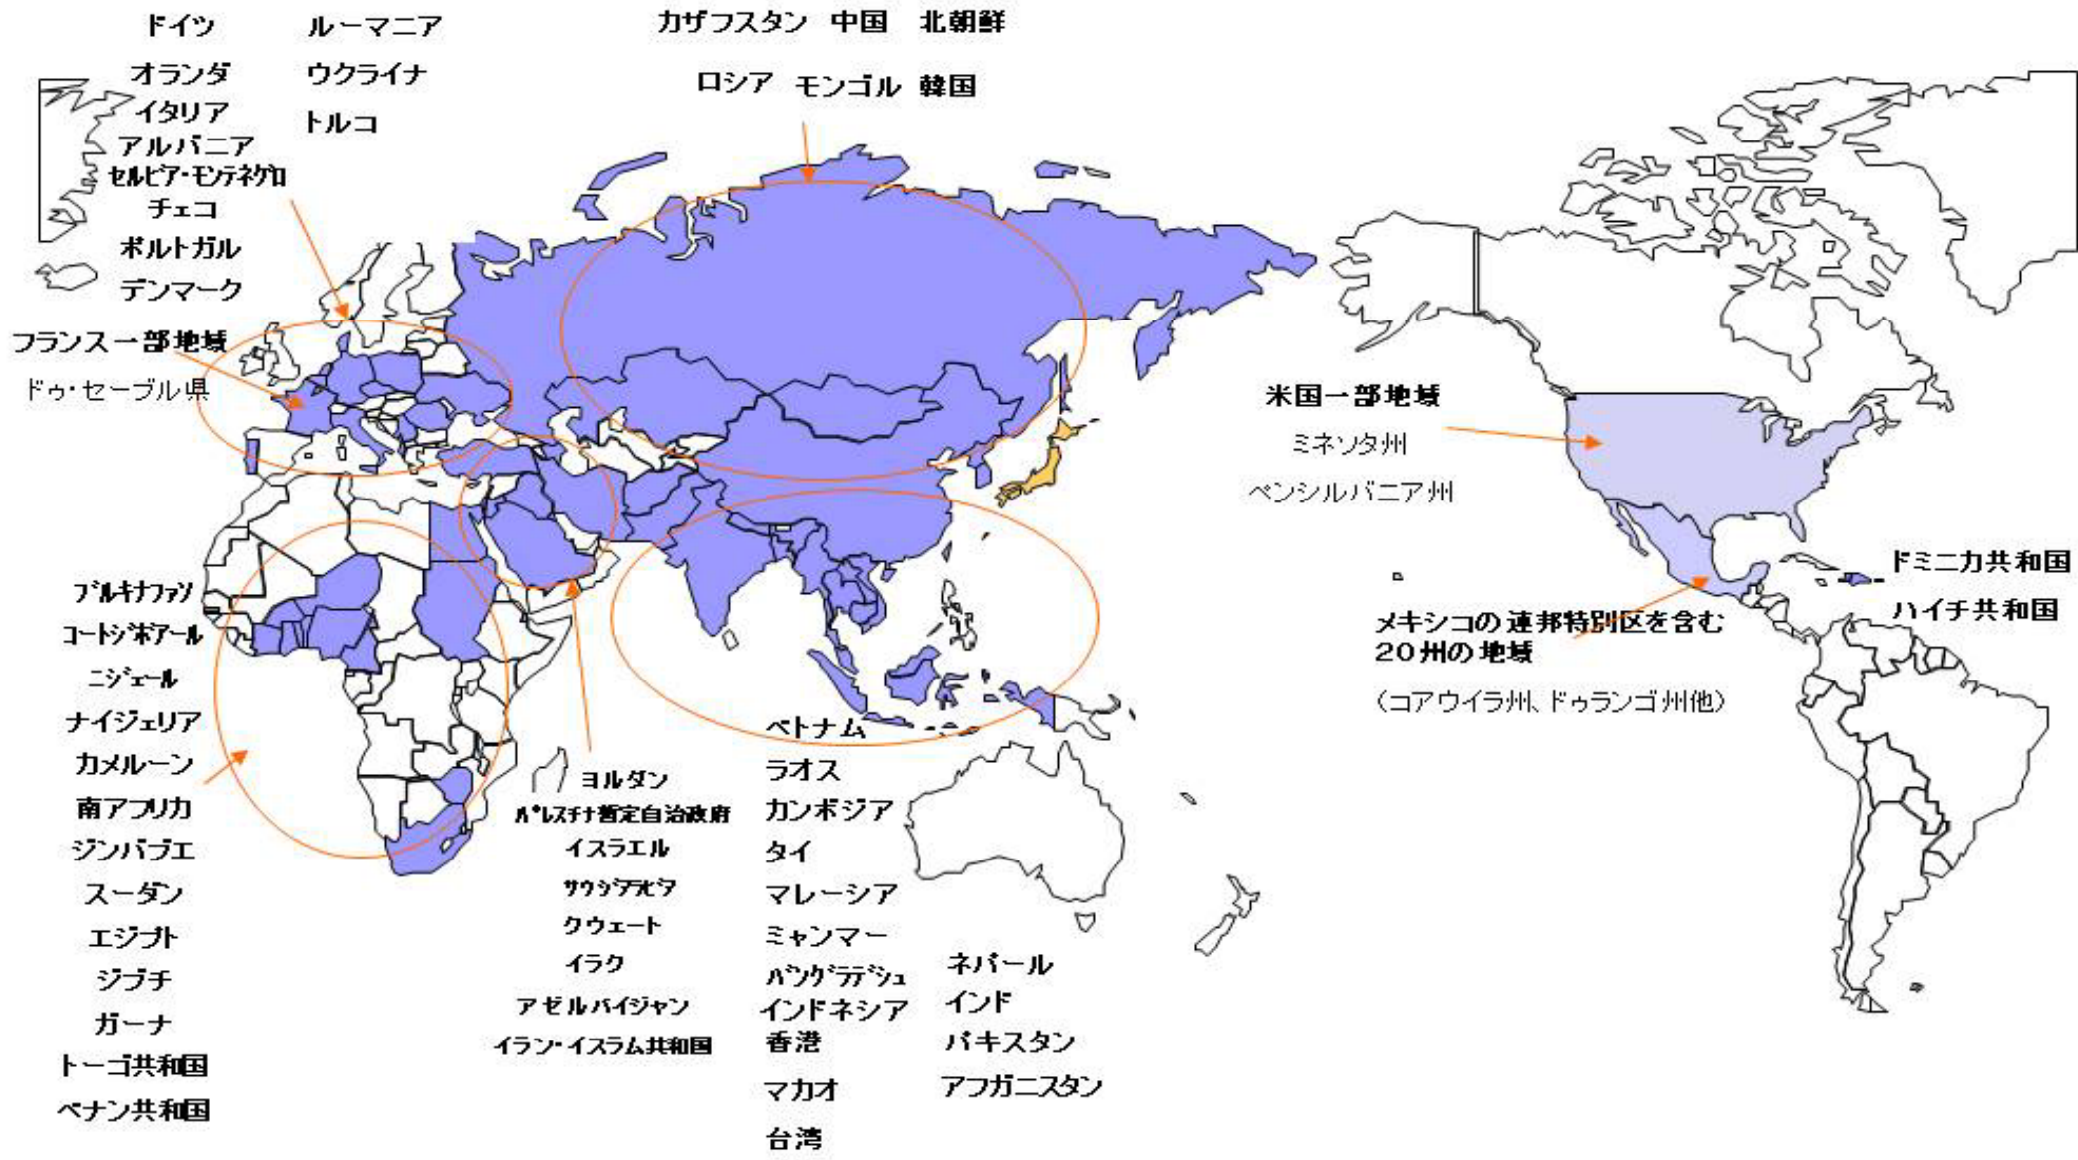 ドイツ
オランダ
イタリア
アルバニア
セルビア・モンテネグロ
チェコ
ポルトガル
デンマーク
フランス一部地域
ドゥ・セーブル県
ルーマニア
ウクライナ
トルコ
カザフスタン 中国 北朝鮮
ロシア モンゴル 韓国
米国一部地域
ミネソタ州
ペンシルバニア州
ドミニカ共和国
ハイチ共和国
メキシコの連邦特別区を含む
20州の地域
(コアウイラ州、ドゥランゴ州他)
ブルキナファソ
コートジボアール
ニジェール
ナイジェリア
カメルーン
南アフリカ
ジンバブエ
スーダン
エジプト
ジブチ
ガーナ
トーゴ共和国
ベナン共和国
ヨルダン
パレスチナ暫定自治政府
イスラエル
サウジアラビア
クウェート
イラク
アゼルバイジャン
イラン・イスラム共和国
ベトナム
ラオス
カンボジア
タイ
マレーシア
ミャンマー
バングラデシュ
インドネシア
香港
マカオ
台湾
ネパール
インド
パキスタン
アフガニスタン